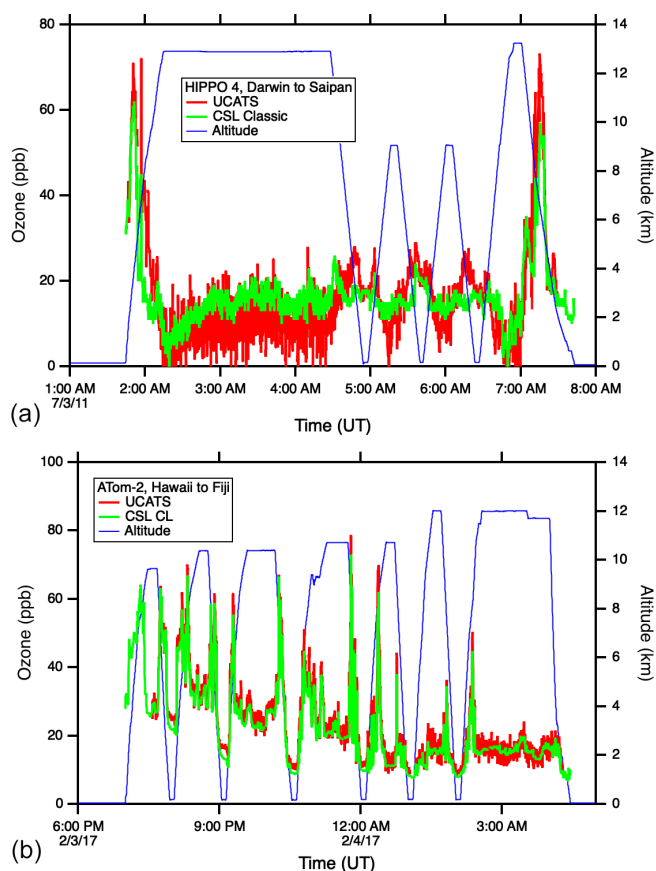 80
60
40
20
0
Ozone (ppb)
14
12
10
8
6
4
2
0
Altitude (km)
HIPPO 4, Darwin to Saipan
UCATS
CSL Classic
Altitude
1:00 AM 2:00 AM 3:00 AM 4:00 AM 5:00 AM 6:00 AM 7:00 AM 8:00 AM
7/3/11
(a)
Time (UT)
100
80
60
40
20
0
Ozone (ppb)
14
12
10
8
6
4
2
0
Altitude (km)
ATom-2, Hawaii to Fiji
UCATS
CSL CL
Altitude
6:00 PM 9:00 PM 12:00 AM 3:00 AM
2/3/17 2/4/17
(b)
Time (UT)